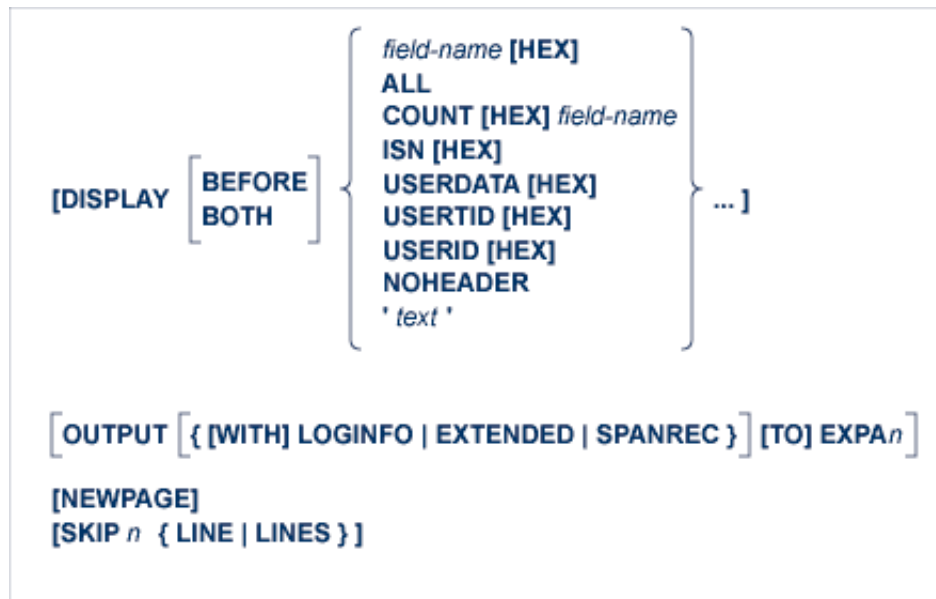 field-name [HEX]
ALL
COUNT [HEX] field-name
ISN [HEX]
[DISPLAY [BEFORE BOTH] USERDATA [HEX] ... ]
USERTID [HEX]
USERID [HEX]
NOHEADER
' text '
[OUTPUT [{ [WITH] LOGINFO | EXTENDED | SPANREC }] [TO] EXPAn]
[NEWPAGE]
[SKIP n { LINE | LINES } ]